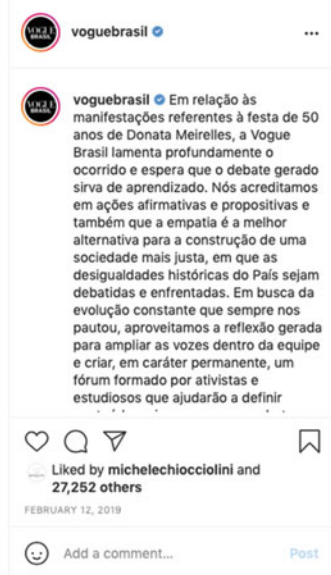 VOGUE
BRASIL
voguebrasil
VOGUE
BRASIL
voguebrasil Em relação às
manifestações referentes à festa de 50
anos de Donata Meirelles, a Vogue
Brasil lamenta profundamente o
ocorrido e espera que o debate gerado
sirva de aprendizado. Nós acreditamos
em ações afirmativas e propositivas e
também que a empatia é a melhor
alternativa para a construção de uma
sociedade mais justa, em que as
desigualdades históricas do País sejam
debatidas e enfrentadas. Em busca da
evolução constante que sempre nos
pautou, aproveitamos a reflexão gerada
para ampliar as vozes dentro da equipe
e criar, em caráter permanente, um
fórum formado por ativistas e
estudiosos que ajudarão a definir
Liked by michelechiocciolini and
27,252 others
FEBRUARY 12, 2019
Add a comment...
Post